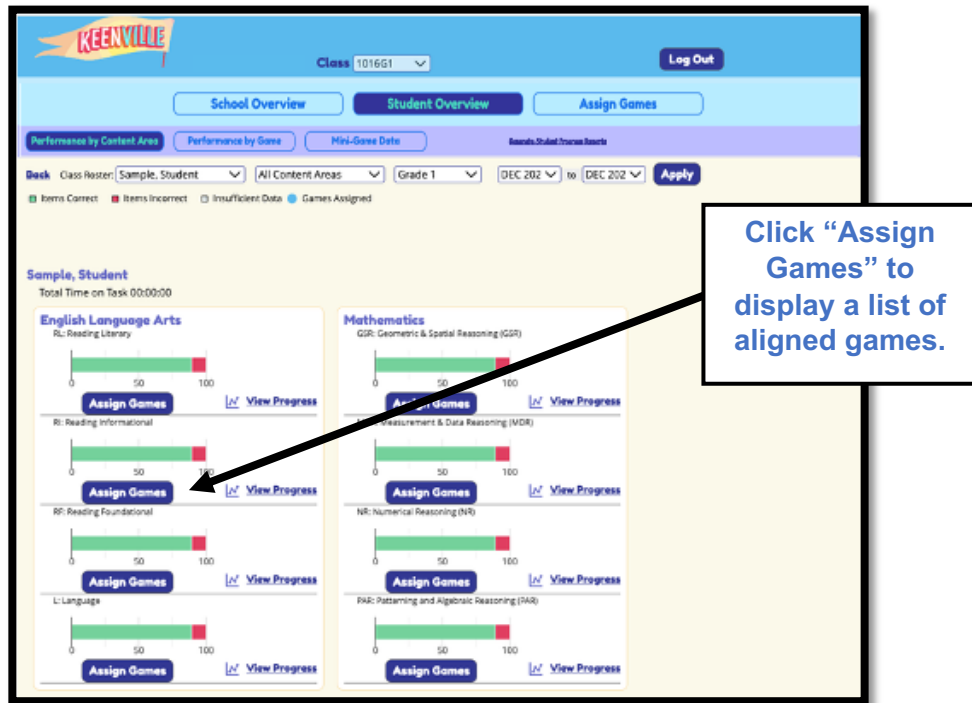 KEENVILLE
Class 1016G1
Log Out
School Overview Student Overview Assign Games
Performance by Content Area Performance by Game Mini-Game Data Generate Student Progress Reports
Back Class Roster: Sample, Student All Content Areas Grade 1 DEC 202 to DEC 202 Apply
Items Correct Items Incorrect Insufficient Data Games Assigned
Click “Assign
Games” to
display a list of
aligned games.
Sample, Student
Total Time on Task 00:00:00
English Language Arts
RL: Reading Literary
0 50 100
Assign Games View Progress
RI: Reading Informational
0 50 100
Assign Games View Progress
RF: Reading Foundational
0 50 100
Assign Games View Progress
L: Language
0 50 100
Assign Games View Progress
Mathematics
GSR: Geometric & Spatial Reasoning (GSR)
0 50 100
Assign Games View Progress
Measurement & Data Reasoning (MDR)
0 50 100
Assign Games View Progress
NR: Numerical Reasoning (NR)
0 50 100
Assign Games View Progress
PAR: Patterning and Algebraic Reasoning (PAR)
0 50 100
Assign Games View Progress